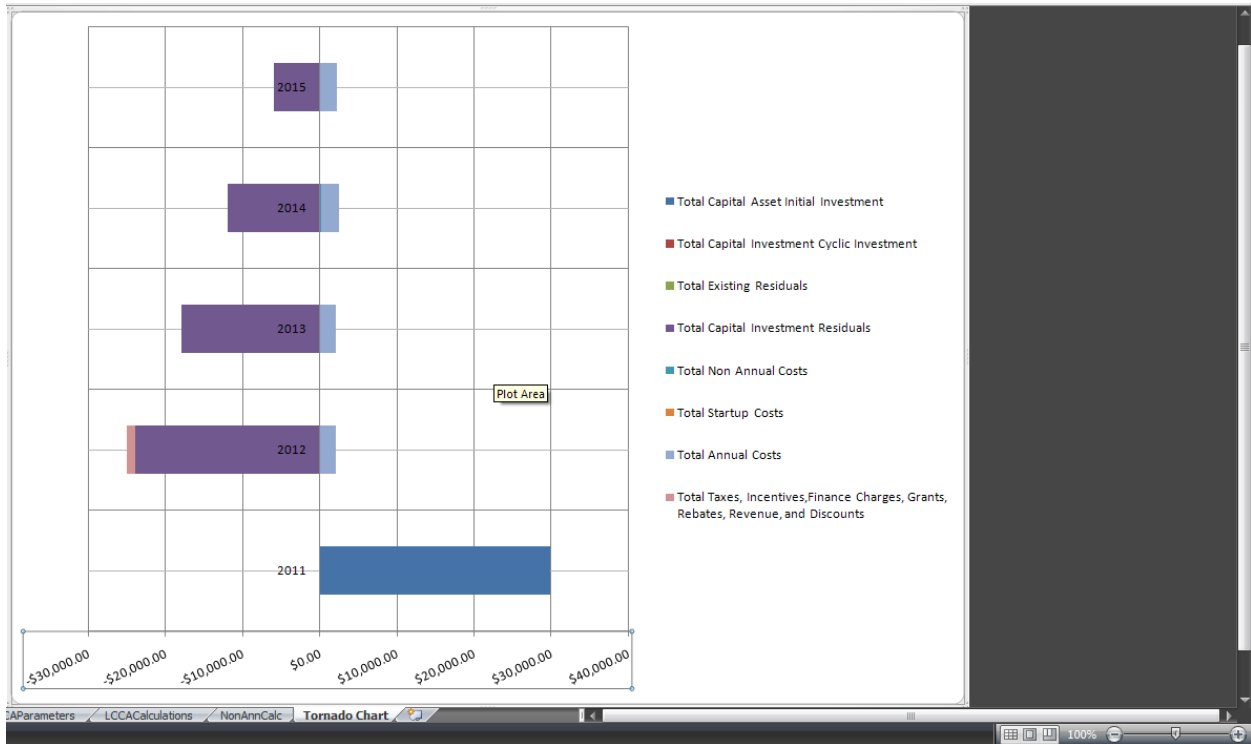 2015
2014
2013
2012
2011
-$30,000.00
-$20,000.00
-$10,000.00
$0.00
$10,000.00
$20,000.00
$30,000.00
$40,000.00
Plot Area
Total Capital Asset Initial Investment
Total Capital Investment Cyclic Investment
Total Existing Residuals
Total Capital Investment Residuals
Total Non Annual Costs
Total Startup Costs
Total Annual Costs
Total Taxes, Incentives,Finance Charges, Grants,
Rebates, Revenue, and Discounts
CAParameters LCCACalculations NonAnnCalc Tornado Chart
100%